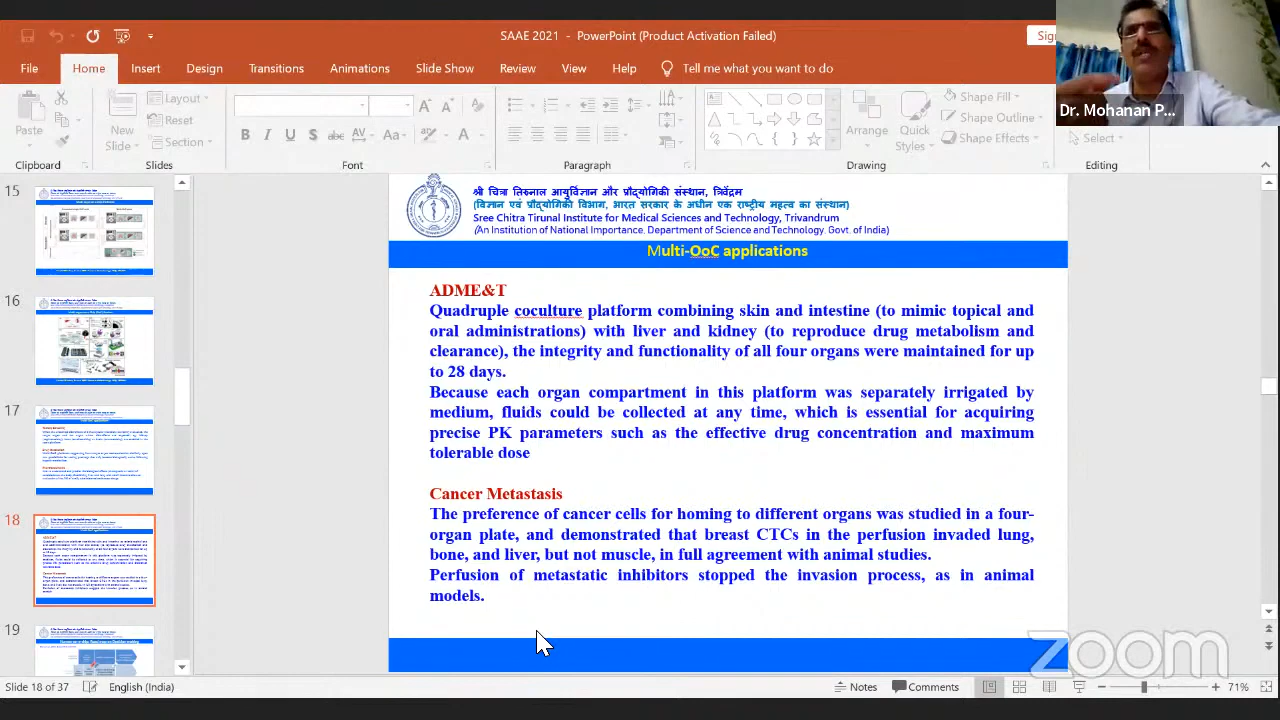 SAAE 2021 - PowerPoint (Product Activation Failed)
Dr. Mohanan P...
File Home Insert Design Transitions Animations Slide Show Review View Help Tell me what you want to do
Paste
New Slide
Layout
Reset
Section
B I U S abc AV Aa A
Arrange
Quick Styles
Shape Fill
Shape Outline
Shape Effects
Select
Clipboard Slides Font Paragraph Drawing Editing
15
16
17
18
19
श्री चित्रा तिरुनाल आयुर्विज्ञान और प्रौद्योगिकी संस्थान, त्रिवेंद्रम
(विज्ञान एवं प्रौद्योगिकी विभाग, भारत सरकार के अधीन एक राष्ट्रीय महत्व का संस्थान)
Sree Chitra Tirunal Institute for Medical Sciences and Technology, Trivandrum
(An Institution of National Importance, Department of Science and Technology, Govt. of India)
Multi-OoC applications
ADME&T
Quadruple coculture platform combining skin and intestine (to mimic topical and
oral administrations) with liver and kidney (to reproduce drug metabolism and
clearance), the integrity and functionality of all four organs were maintained for up
to 28 days.
Because each organ compartment in this platform was separately irrigated by
medium, fluids could be collected at any time, which is essential for acquiring
precise PK parameters such as the effective drug concentration and maximum
tolerable dose
Cancer Metastasis
The preference of cancer cells for homing to different organs was studied in a four-
organ plate, and demonstrated that breast CTCs in the perfusion invaded lung,
bone, and liver, but not muscle, in full agreement with animal studies.
Perfusion of metastatic inhibitors stopped the invasion process, as in animal
models.
zoom
Slide 18 of 37 English (India) Notes Comments 71%